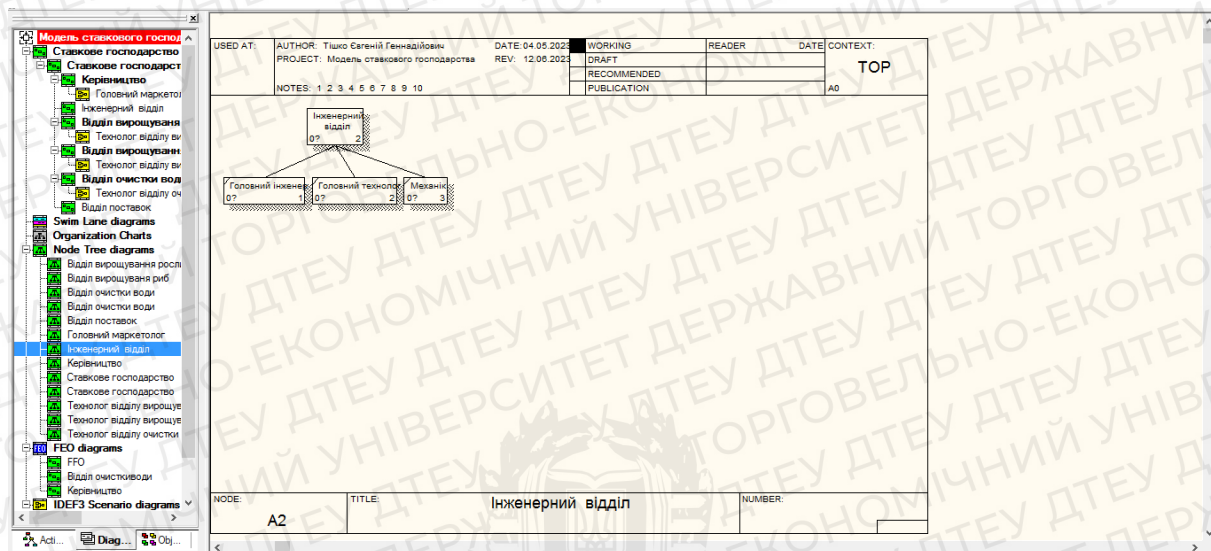 Модель ставкового господ
Ставкове господарство
Ставкове господарст
Керівництво
Головний маркетол
Інженерний відділ
Відділ вирощуваня
Технолог відділу ви
Відділ вирощуванн
Технолог відділу ви
Відділ очистки вод
Технолог відділу оч
Відділ поставок
Swim Lane diagrams
Organization Charts
Node Tree diagrams
Відділ вирощування росли
Відділ вирощуваня риб
Відділ очистки води
Відділ очистки води
Відділ поставок
Головний маркетолог
Інженерний відділ
Керівництво
Ставкове господарство
Ставкове господарство
Технолог відділу вирощув
Технолог відділу вирощув
Технолог відділу очистки
FEO diagrams
FFO
Відділ очисткиводи
Керівництво
IDEF3 Scenario diagrams
Acti... Diag... Obj...
USED AT: AUTHOR: Тішко Євгеній Геннадійович DATE: 04.05.2023 WORKING READER DATE CONTEXT:
PROJECT: Модель ставкового господарства REV: 12.06.2023 DRAFT
RECOMMENDED TOP
NOTES: 1 2 3 4 5 6 7 8 9 10 PUBLICATION A0
Інженерний
відділ
0? 2
Головний інженер Головний технолог Механік
0? 1 0? 2 0? 3
NODE: TITLE: NUMBER:
A2 Інженерний відділ